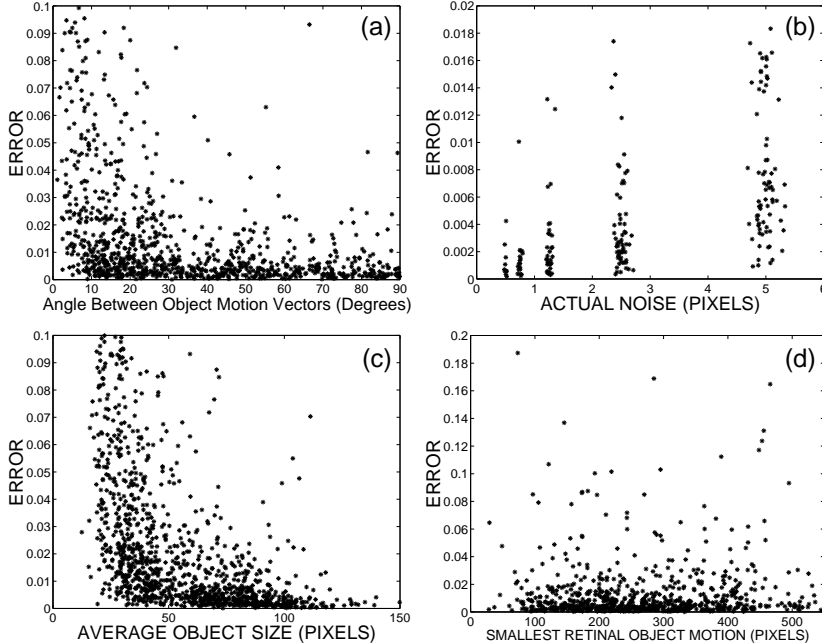 (a)
ERROR
0.1
0.09
0.08
0.07
0.06
0.05
0.04
0.03
0.02
0.01
0
0 10 20 30 40 50 60 70 80 90
Angle Between Object Motion Vectors (Degrees)
(b)
ERROR
0.02
0.018
0.016
0.014
0.012
0.01
0.008
0.006
0.004
0.002
0
0 1 2 3 4 5 6
ACTUAL NOISE (PIXELS)
(c)
ERROR
0.1
0.09
0.08
0.07
0.06
0.05
0.04
0.03
0.02
0.01
0
0 50 100 150
AVERAGE OBJECT SIZE (PIXELS)
(d)
ERROR
0.2
0.18
0.16
0.14
0.12
0.1
0.08
0.06
0.04
0.02
0
0 100 200 300 400 500
SMALLEST RETINAL OBJECT MOTION (PIXELS)